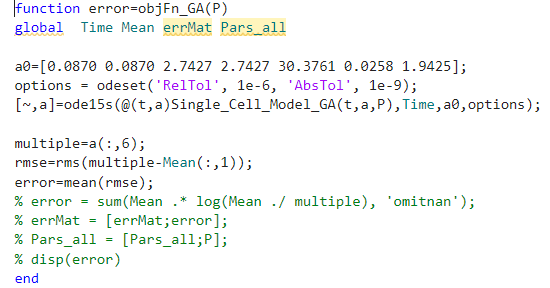 function error=objFn_GA(P)
global  Time Mean errMat Pars_all
a0=[0.0870 0.0870 2.7427 2.7427 30.3761 0.0258 1.9425];
options = odeset('RelTol', 1e-6, 'AbsTol', 1e-9);
[~,a]=ode15s(@(t,a)Single_Cell_Model_GA(t,a,P),Time,a0,options);
multiple=a(:,6);
rmse=rms(multiple-Mean(:,1));
error=mean(rmse);
% error = sum(Mean .* log(Mean ./ multiple), 'omitnan');
% errMat = [errMat;error];
% Pars_all = [Pars_all;P];
% disp(error)
end